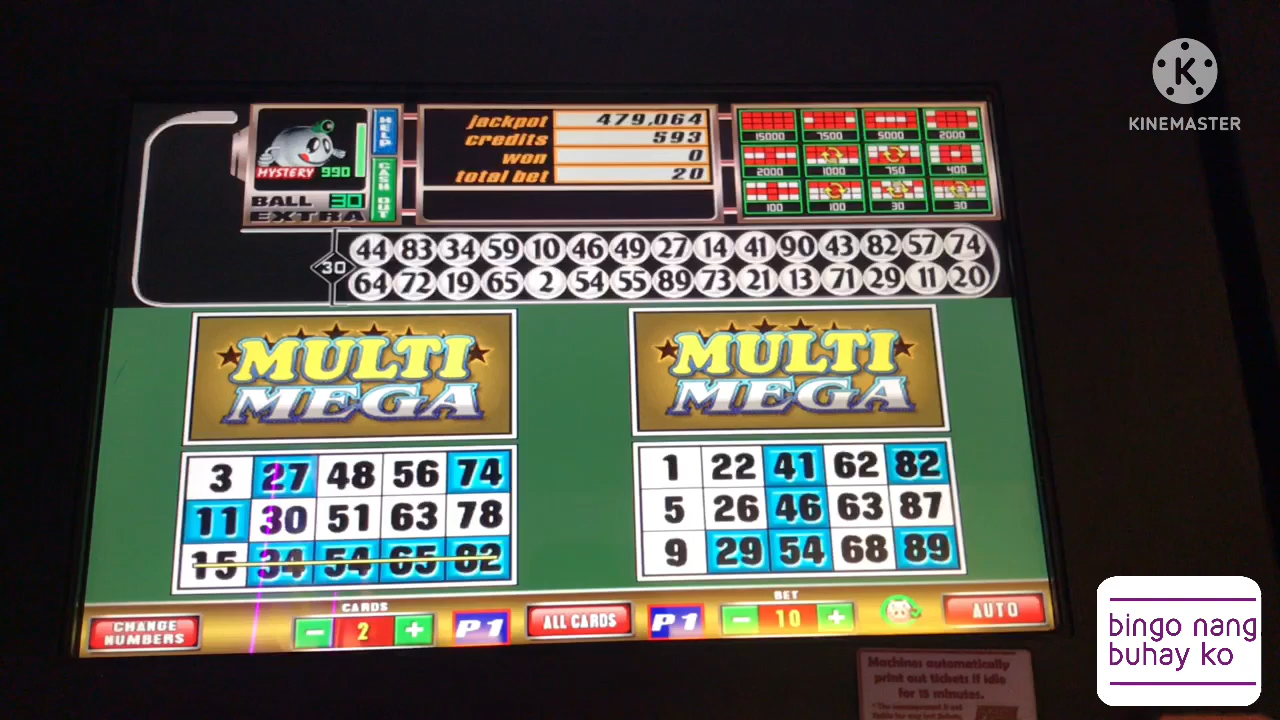 KINEMASTER
MYSTERY 990
HELP
CASH OUT
BALL 30
EXTRA
jackpot 479,064
credits 593
won 0
total bet 20
15000 7500 5000 2000
2000 1000 750 400
100 100 30 30
30
44 83 34 59 10 46 49 27 14 41 90 43 82 57 74
64 72 19 65 2 54 55 89 73 21 13 71 29 11 20
MULTI
MEGA
MULTI
MEGA
3 27 48 56 74
11 30 51 63 78
15 34 54 65 82
1 22 41 62 82
5 26 46 63 87
9 29 54 68 89
CHANGE
NUMBERS
CARDS
- 2 +
P1
ALL CARDS
P1
BET
- 10 +
AUTO
Machines automatically
print out tickets if idle
for 15 minutes.
bingo nang
buhay ko